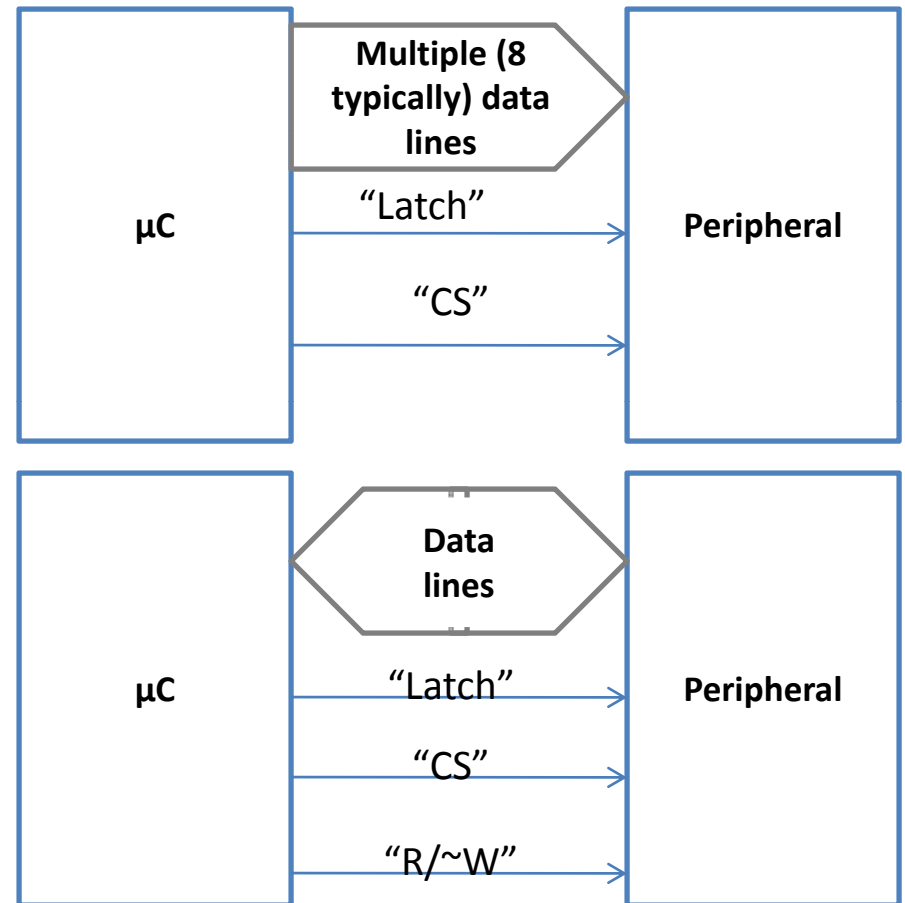 Multiple (8
typically) data
lines
“Latch”
µC
Peripheral
“CS”
Data
lines
µC
“Latch”
Peripheral
“CS”
“R/~W”